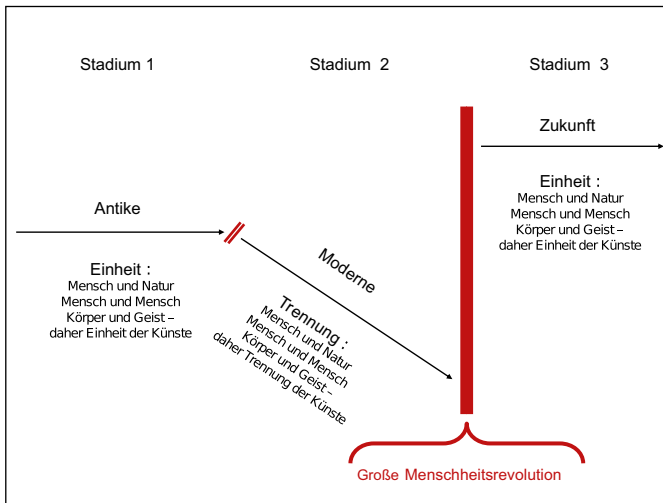 Stadium 1
Stadium 2
Stadium 3
Antike
Einheit :
Mensch und Natur
Mensch und Mensch
Körper und Geist –
daher Einheit der Künste
Moderne
Trennung :
Mensch und Natur
Mensch und Mensch
Körper und Geist –
daher Trennung der Künste
Zukunft
Einheit :
Mensch und Natur
Mensch und Mensch
Körper und Geist –
daher Einheit der Künste
Große Menschheitsrevolution